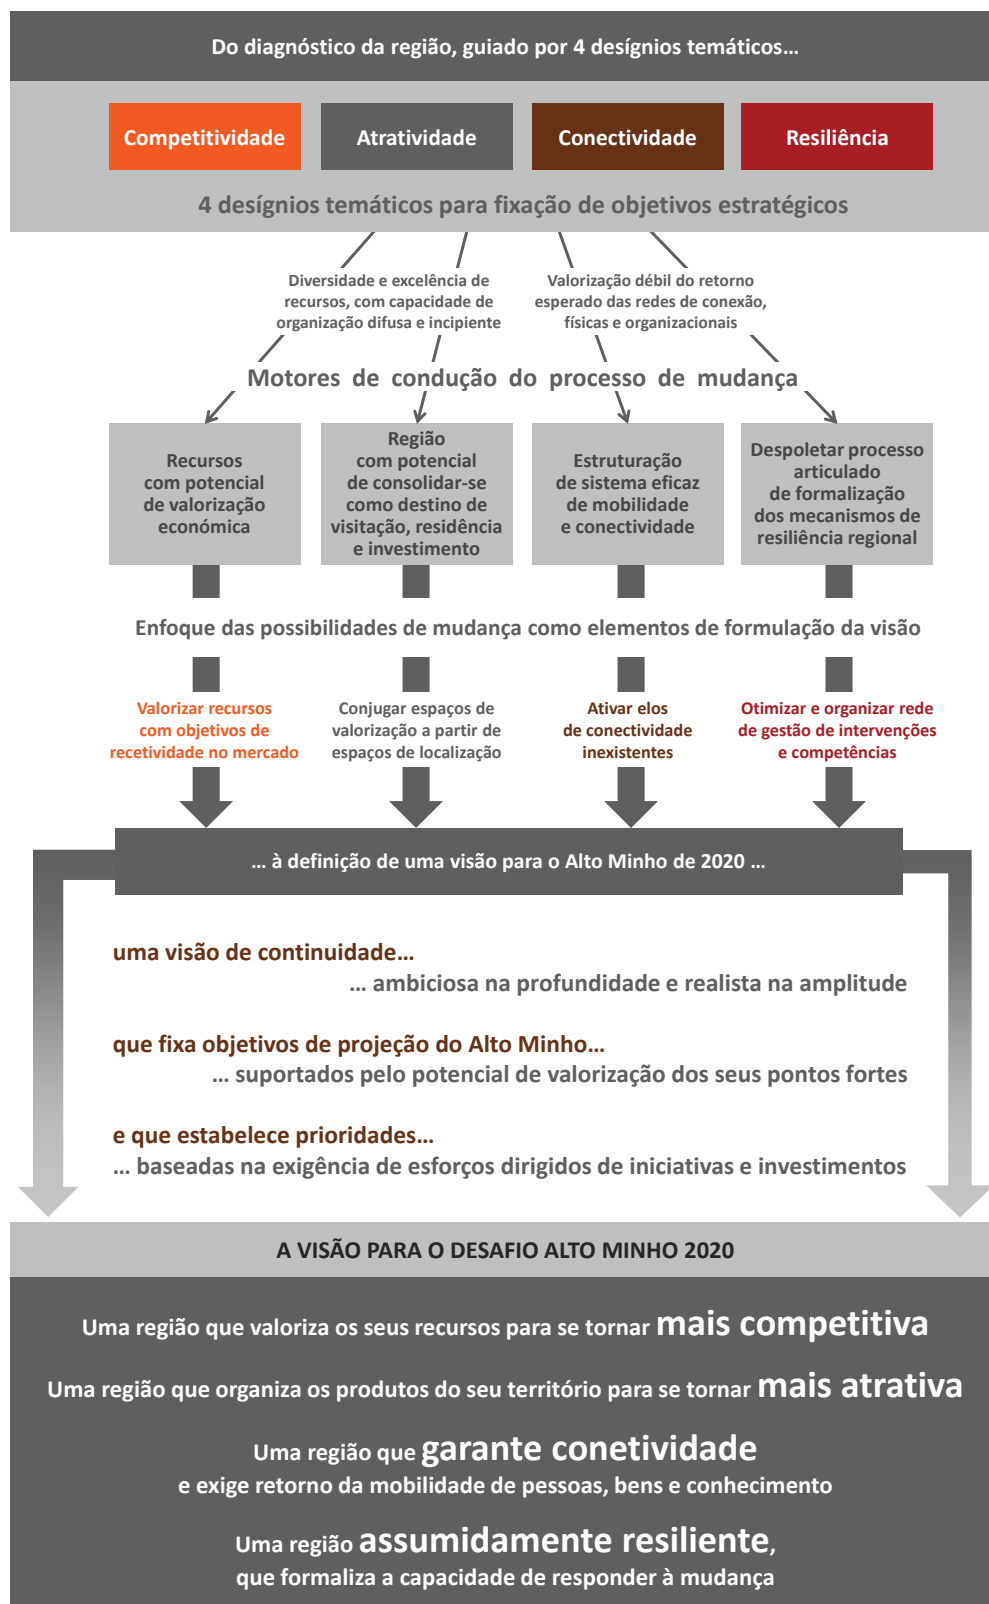 Do diagnóstico da região, guiado por 4 desígnios temáticos...
Competitividade
Atratividade
Conectividade
Resiliência
4 desígnios temáticos para fixação de objetivos estratégicos
Diversidade e excelência de
recursos, com capacidade de
organização difusa e incipiente
Valorização débil do retorno
esperado das redes de conexão,
físicas e organizacionais
Motores de condução do processo de mudança
Recursos
com potencial
de valorização
económica
Região
com potencial
de consolidar-se
como destino de
visitação, residência
e investimento
Estruturação
de sistema eficaz
de mobilidade
e conectividade
Despoletar processo
articulado
de formalização
dos mecanismos de
resiliência regional
Enfoque das possibilidades de mudança como elementos de formulação da visão
Valorizar recursos
com objetivos de
recetividade no mercado
Conjugar espaços de
valorização a partir de
espaços de localização
Ativar elos
de conectividade
inexistentes
Otimizar e organizar rede
de gestão de intervenções
e competências
... à definição de uma visão para o Alto Minho de 2020 ...
uma visão de continuidade...
... ambiciosa na profundidade e realista na amplitude
que fixa objetivos de projeção do Alto Minho...
... suportados pelo potencial de valorização dos seus pontos fortes
e que estabelece prioridades...
... baseadas na exigência de esforços dirigidos de iniciativas e investimentos
A VISÃO PARA O DESAFIO ALTO MINHO 2020
Uma região que valoriza os seus recursos para se tornar mais competitiva
Uma região que organiza os produtos do seu território para se tornar mais atrativa
Uma região que garante conetividade
e exige retorno da mobilidade de pessoas, bens e conhecimento
Uma região assumidamente resiliente,
que formaliza a capacidade de responder à mudança